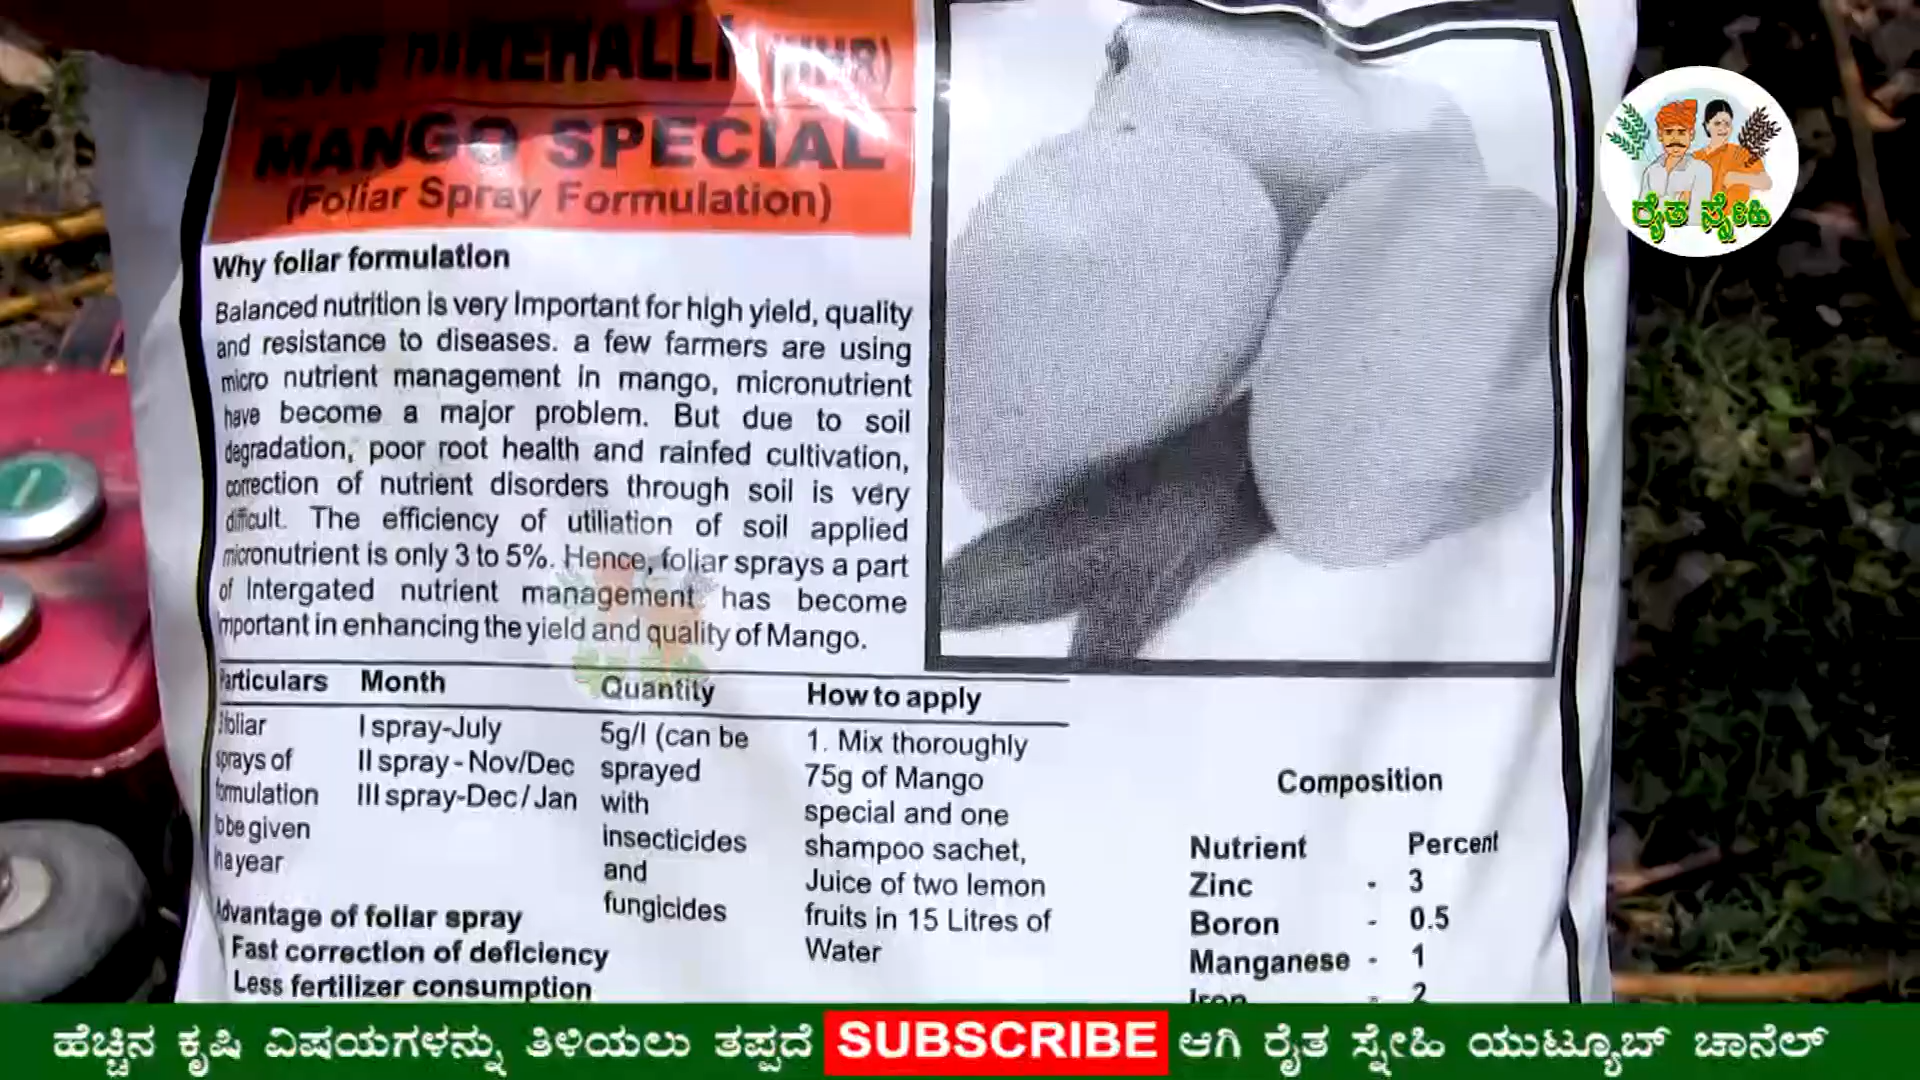 HIREHALLI (IIHR)
MANGO SPECIAL
(Foliar Spray Formulation)
Why foliar formulation
Balanced nutrition is very Important for high yield, quality
and resistance to diseases. a few farmers are using
micro nutrient management in mango, micronutrient
have become a major problem. But due to soil
degradation, poor root health and rainfed cultivation,
correction of nutrient disorders through soil is very
difficult. The efficiency of utiliation of soil applied
micronutrient is only 3 to 5%. Hence, foliar sprays a part
of Intergated nutrient management has become
important in enhancing the yield and quality of Mango.
Particulars Month Quantity How to apply
foliar I spray-July 5g/l (can be 1. Mix thoroughly
sprays of II spray - Nov/Dec sprayed 75g of Mango
formulation III spray-Dec/Jan with special and one
to be given insecticides shampoo sachet,
in a year and Juice of two lemon
fungicides fruits in 15 Litres of
Water
Advantage of foliar spray
Fast correction of deficiency
Less fertilizer consumption
Composition
Nutrient Percent
Zinc - 3
Boron - 0.5
Manganese - 1
Iron - 2
ರೈತ ಸ್ನೇಹಿ
ಹೆಚ್ಚಿನ ಕೃಷಿ ವಿಷಯಗಳನ್ನು ತಿಳಿಯಲು ತಪ್ಪದೆ SUBSCRIBE ಆಗಿ ರೈತ ಸ್ನೇಹಿ ಯುಟ್ಯೂಬ್ ಚಾನೆಲ್